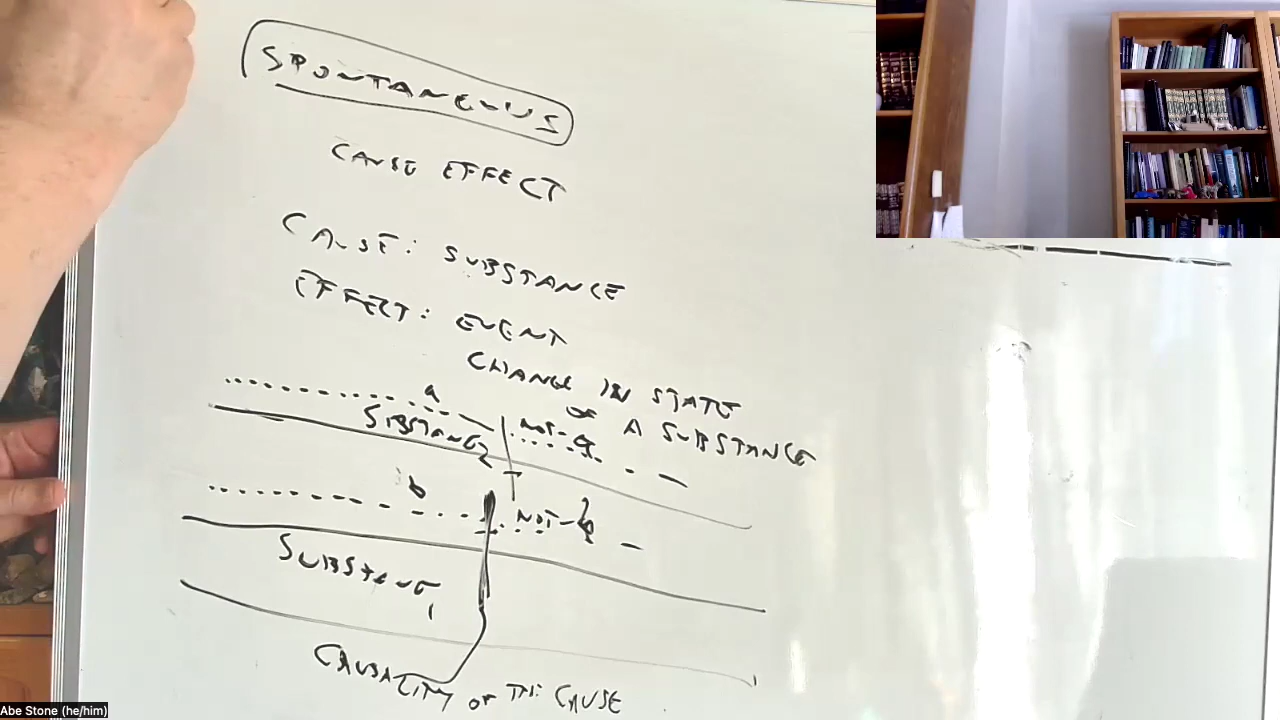 SPONTANEOUS
CAUSE EFFECT
CAUSE: SUBSTANCE
EFFECT: EVENT
CHANGE IN STATE
OF A SUBSTANCE
a
NOT-a
SUBSTANCE2
b
NOT-b
SUBSTANCE1
CAUSALITY OF THE CAUSE
Abe Stone (he/him)